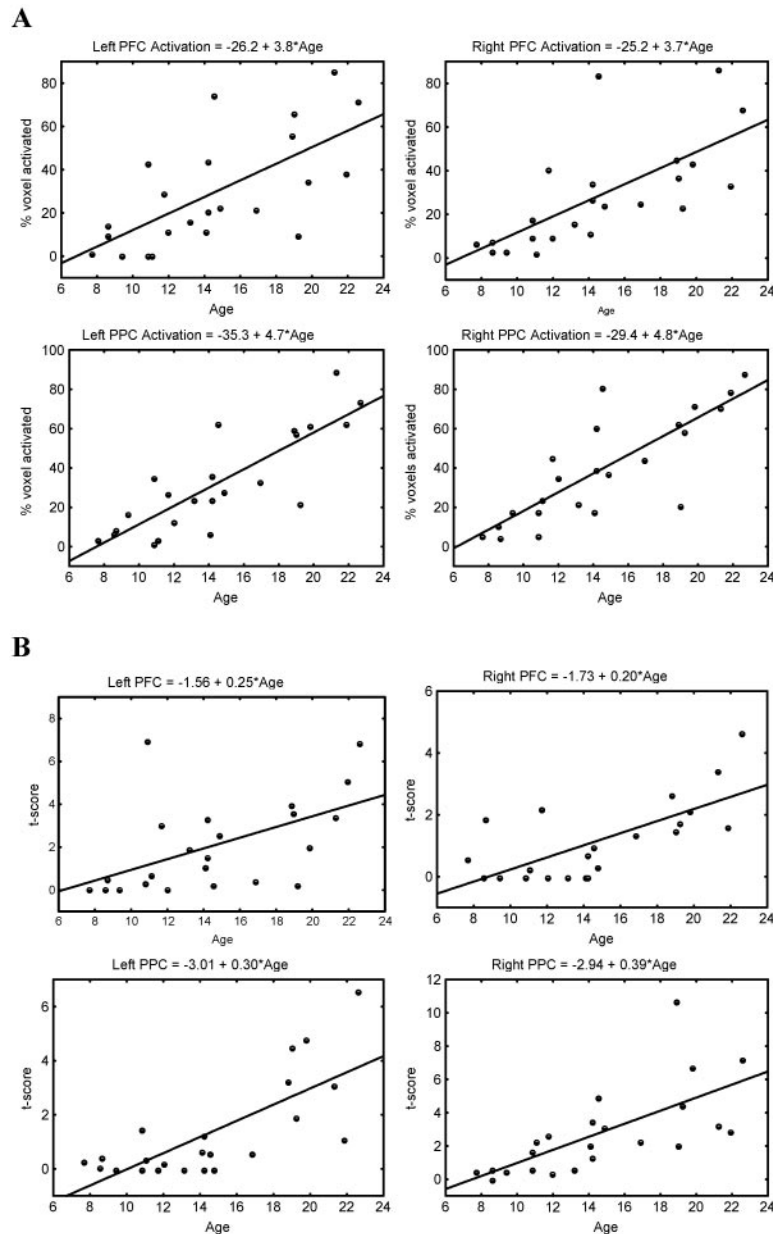 A
Left PFC Activation = -26.2 + 3.8*Age
% voxel activated
80
60
40
20
0
6 8 10 12 14 16 18 20 22 24
Age
Right PFC Activation = -25.2 + 3.7*Age
% voxel activated
80
60
40
20
0
6 8 10 12 14 16 18 20 22 24
Age
Left PPC Activation = -35.3 + 4.7*Age
% voxel activated
100
80
60
40
20
0
6 8 10 12 14 16 18 20 22 24
Age
Right PPC Activation = -29.4 + 4.8*Age
% voxels activated
100
80
60
40
20
0
6 8 10 12 14 16 18 20 22 24
Age
B
Left PFC = -1.56 + 0.25*Age
t-score
8
6
4
2
0
6 8 10 12 14 16 18 20 22 24
Age
Right PFC = -1.73 + 0.20*Age
t-score
6
4
2
0
6 8 10 12 14 16 18 20 22 24
Age
Left PPC = -3.01 + 0.30*Age
t-score
6
4
2
0
6 8 10 12 14 16 18 20 22 24
Age
Right PPC = -2.94 + 0.39*Age
t-score
12
10
8
6
4
2
0
6 8 10 12 14 16 18 20 22 24
Age